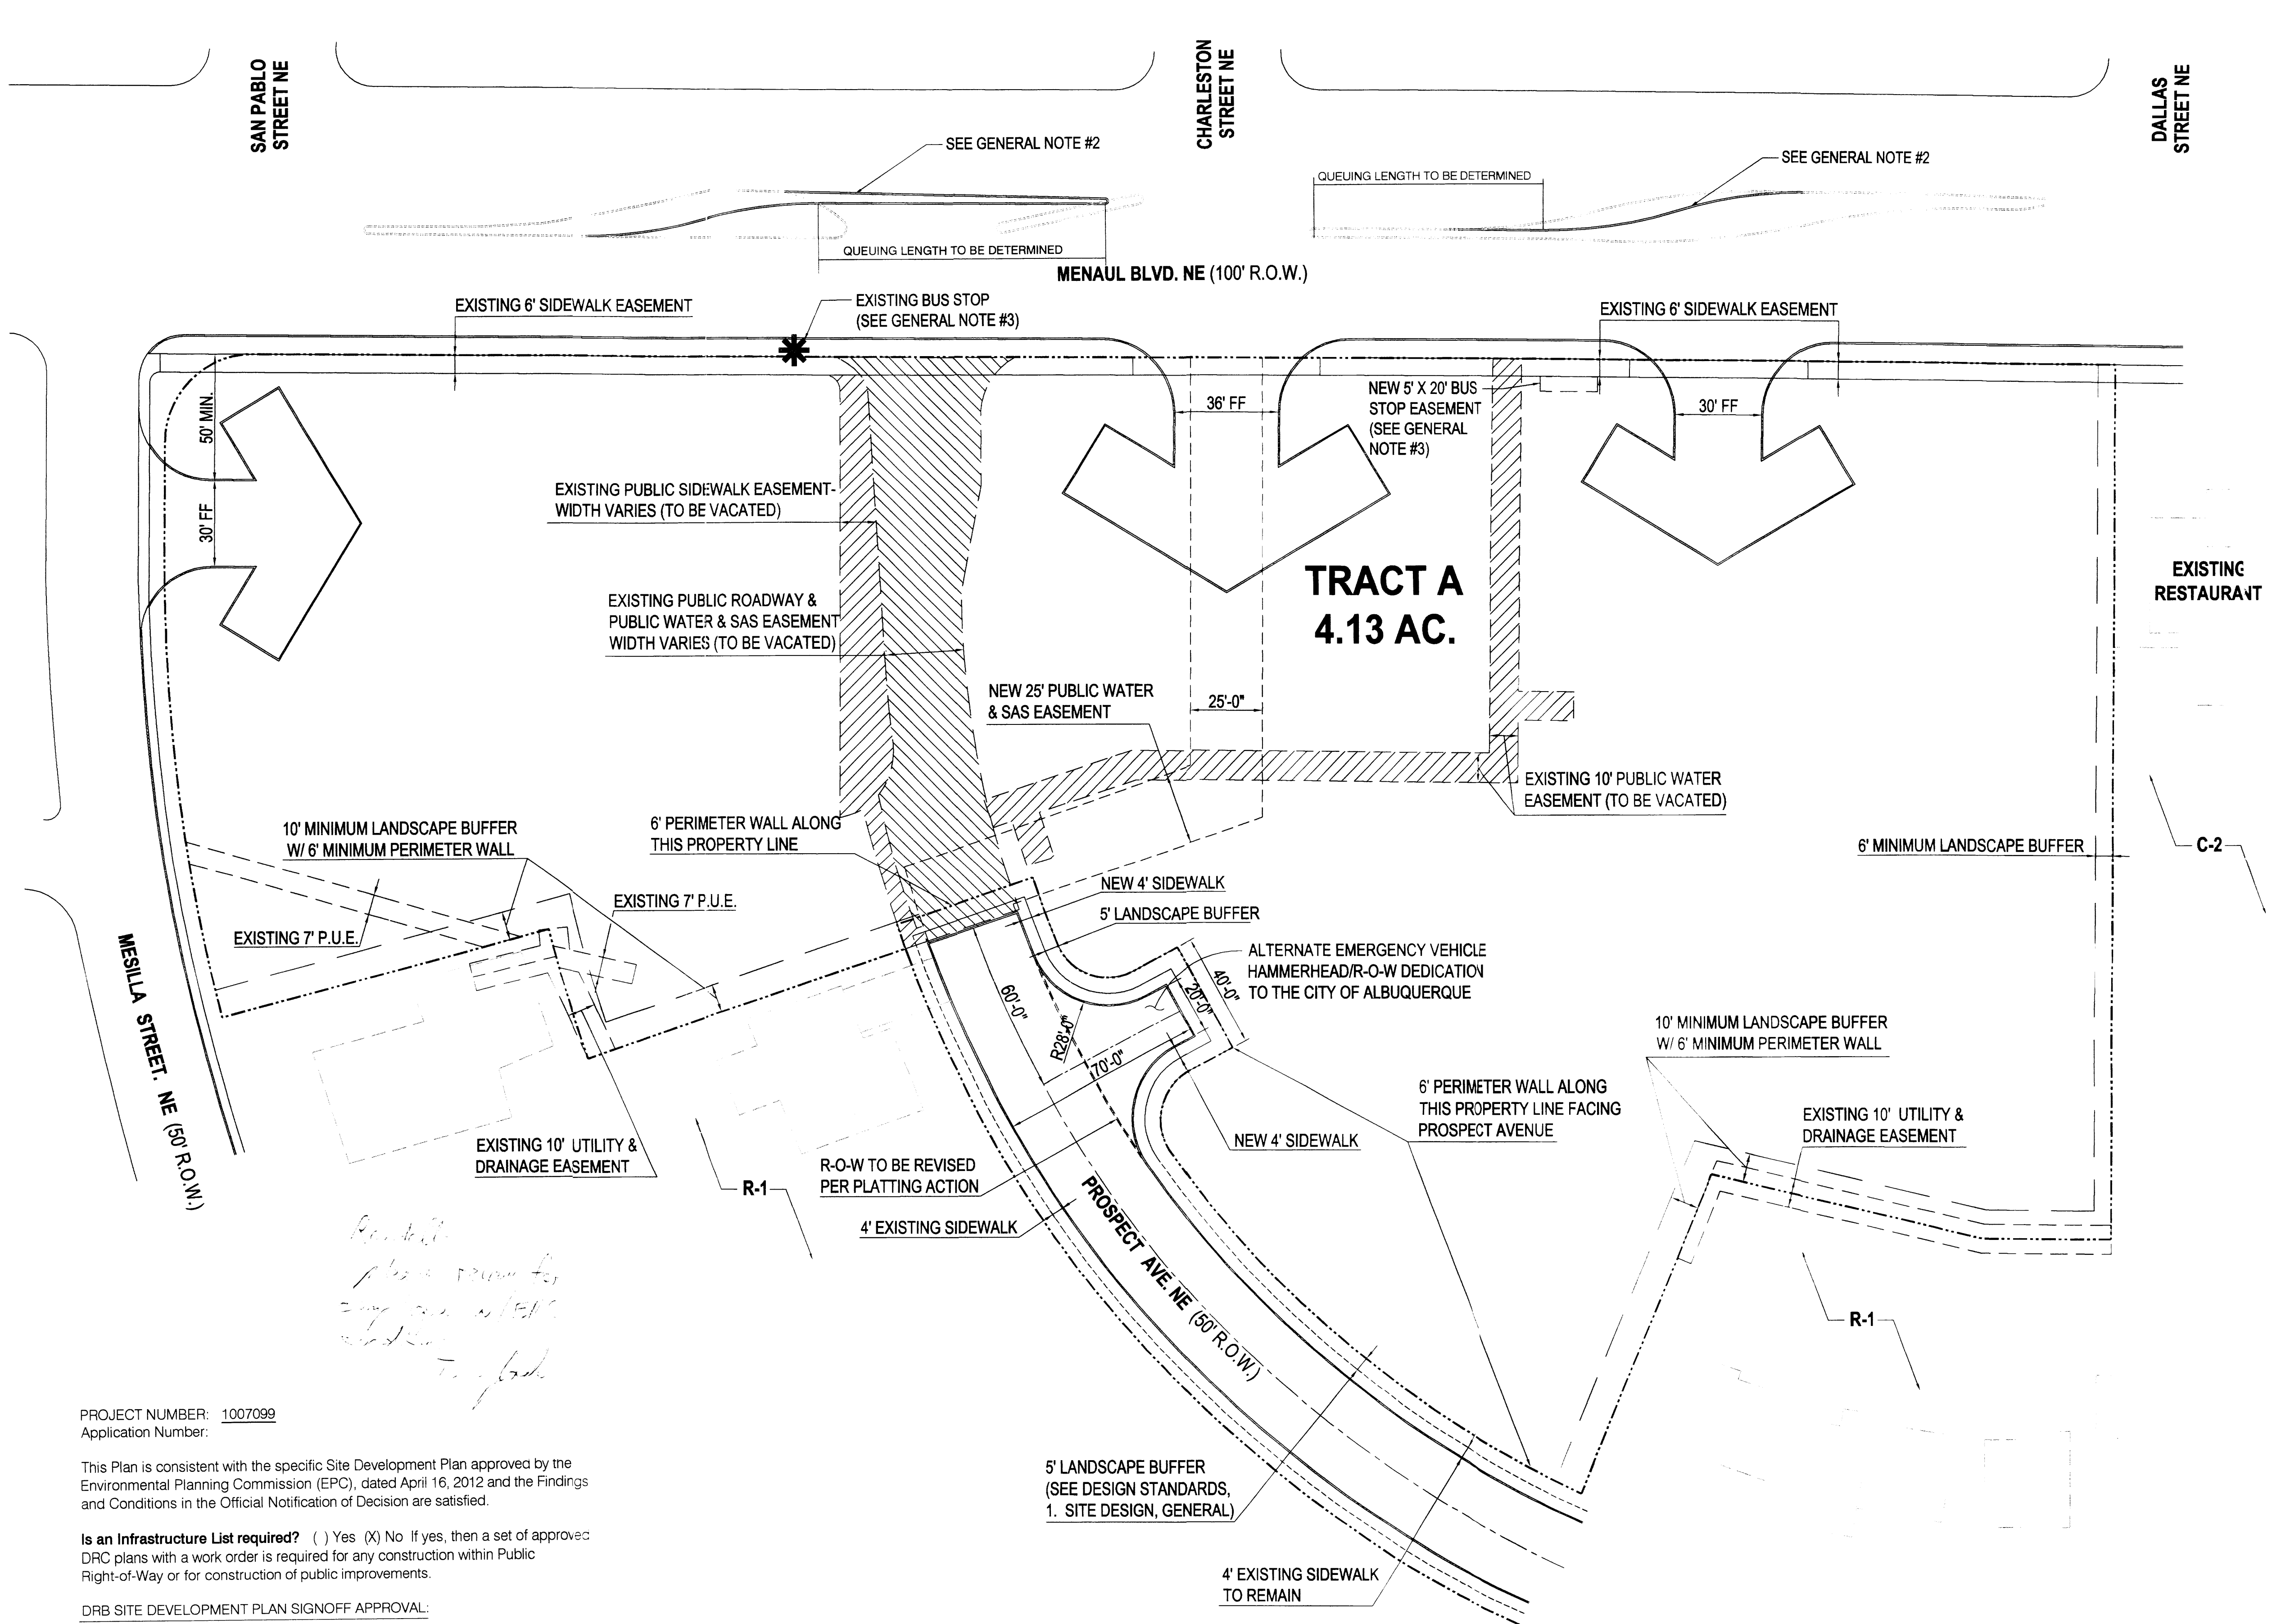 SAN PABLO
STREET NE
CHARLESTON
STREET NE
DALLAS
STREET NE
SEE GENERAL NOTE #2
SEE GENERAL NOTE #2
QUEUING LENGTH TO BE DETERMINED
QUEUING LENGTH TO BE DETERMINED
MENAUL BLVD. NE (100' R.O.W.)
EXISTING 6' SIDEWALK EASEMENT
EXISTING BUS STOP
(SEE GENERAL NOTE #3)
EXISTING 6' SIDEWALK EASEMENT
50' MIN.
30' FF
36' FF
NEW 5' X 20' BUS
STOP EASEMENT
(SEE GENERAL
NOTE #3)
30' FF
EXISTING PUBLIC SIDEWALK EASEMENT-
WIDTH VARIES (TO BE VACATED)
EXISTING PUBLIC ROADWAY &
PUBLIC WATER & SAS EASEMENT
WIDTH VARIES (TO BE VACATED)
TRACT A
4.13 AC.
EXISTING
RESTAURANT
NEW 25' PUBLIC WATER
& SAS EASEMENT
25'-0"
EXISTING 10' PUBLIC WATER
EASEMENT (TO BE VACATED)
10' MINIMUM LANDSCAPE BUFFER
W/ 6' MINIMUM PERIMETER WALL
6' PERIMETER WALL ALONG
THIS PROPERTY LINE
6' MINIMUM LANDSCAPE BUFFER
C-2
EXISTING 7' P.U.E.
EXISTING 7' P.U.E.
NEW 4' SIDEWALK
5' LANDSCAPE BUFFER
ALTERNATE EMERGENCY VEHICLE
HAMMERHEAD/R-O-W DEDICATION
TO THE CITY OF ALBUQUERQUE
MESILLA STREET. NE (50' R.O.W.)
60'-0"
R28'-0"
70'-0"
20'-0"
40'-0"
10' MINIMUM LANDSCAPE BUFFER
W/ 6' MINIMUM PERIMETER WALL
6' PERIMETER WALL ALONG
THIS PROPERTY LINE FACING
PROSPECT AVENUE
EXISTING 10' UTILITY &
DRAINAGE EASEMENT
NEW 4' SIDEWALK
EXISTING 10' UTILITY &
DRAINAGE EASEMENT
R-1
R-O-W TO BE REVISED
PER PLATTING ACTION
4' EXISTING SIDEWALK
PROSPECT AVE. NE (50' R.O.W.)
R-1
for
PROJECT NUMBER: 1007099
Application Number:
This Plan is consistent with the specific Site Development Plan approved by the
Environmental Planning Commission (EPC), dated April 16, 2012 and the Findings
and Conditions in the Official Notification of Decision are satisfied.
Is an Infrastructure List required? ( ) Yes (X) No If yes, then a set of approved
DRC plans with a work order is required for any construction within Public
Right-of-Way or for construction of public improvements.
DRB SITE DEVELOPMENT PLAN SIGNOFF APPROVAL:
5' LANDSCAPE BUFFER
(SEE DESIGN STANDARDS,
1. SITE DESIGN, GENERAL)
4' EXISTING SIDEWALK
TO REMAIN